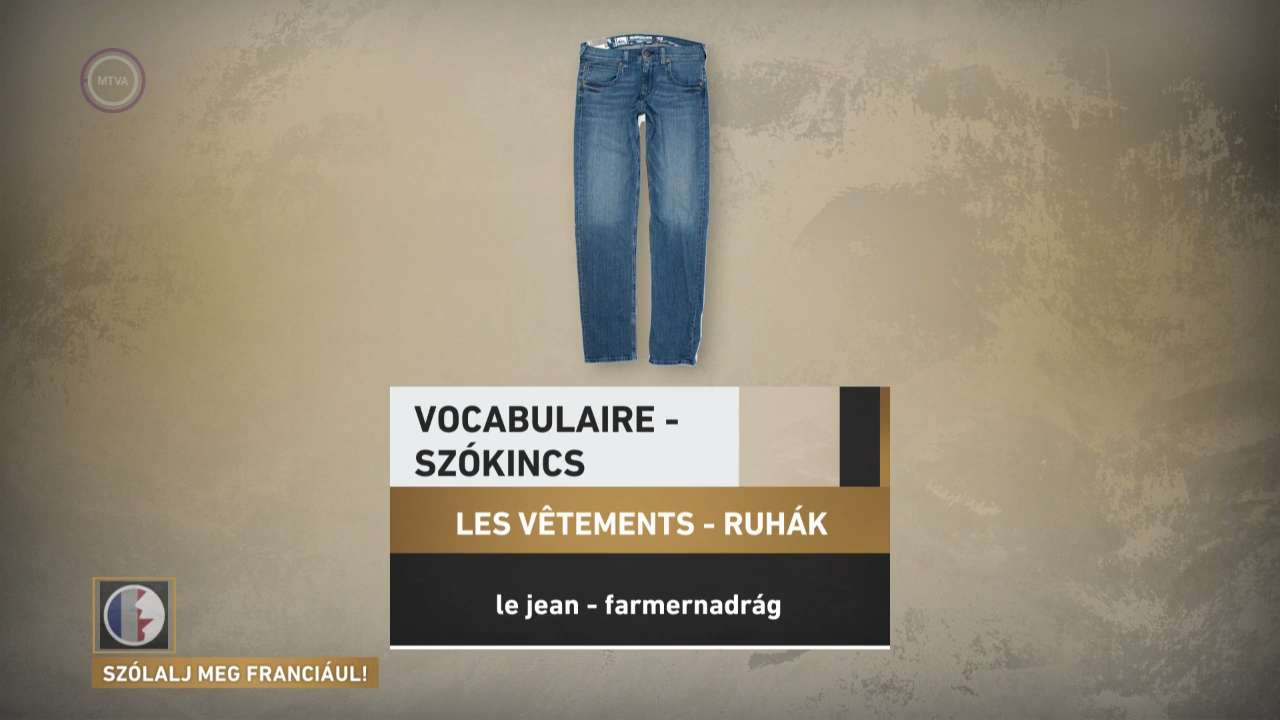 MTVA
VOCABULAIRE -
SZÓKINCS
LES VÊTEMENTS - RUHÁK
le jean - farmernadrág
SZÓLALJ MEG FRANCIÁUL!